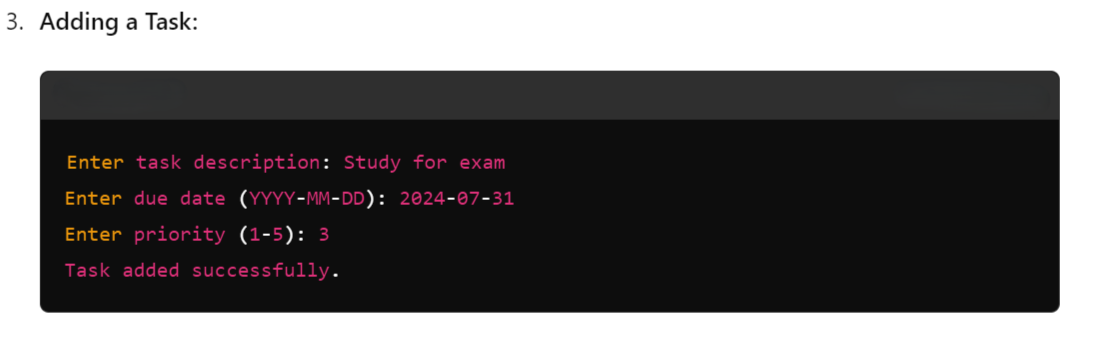 3. Adding a Task:
Enter task description: Study for exam
Enter due date (YYYY-MM-DD): 2024-07-31
Enter priority (1-5): 3
Task added successfully.